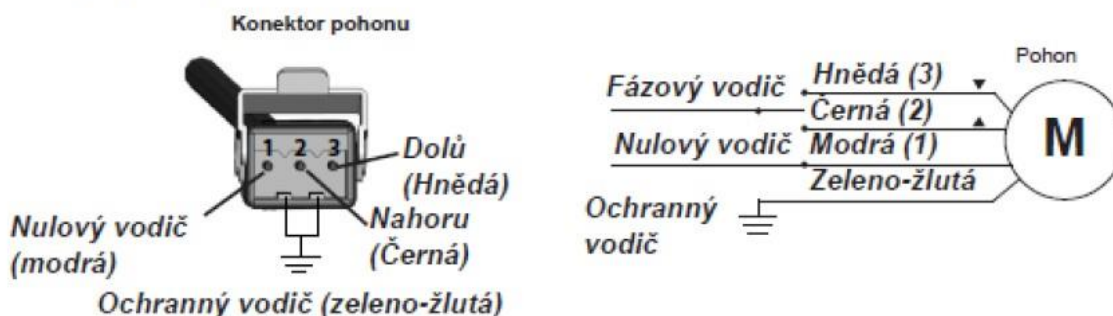 Konektor pohonu
1 2 3
Dolů
(Hnědá)
Nahoru
(Černá)
Nulový vodič
(modrá)
Ochranný vodič (zeleno-žlutá)
Pohon
Fázový vodič
Hnědá (3)
Černá (2)
Nulový vodič
Modrá (1)
Zeleno-žlutá
Ochranný
vodič
M